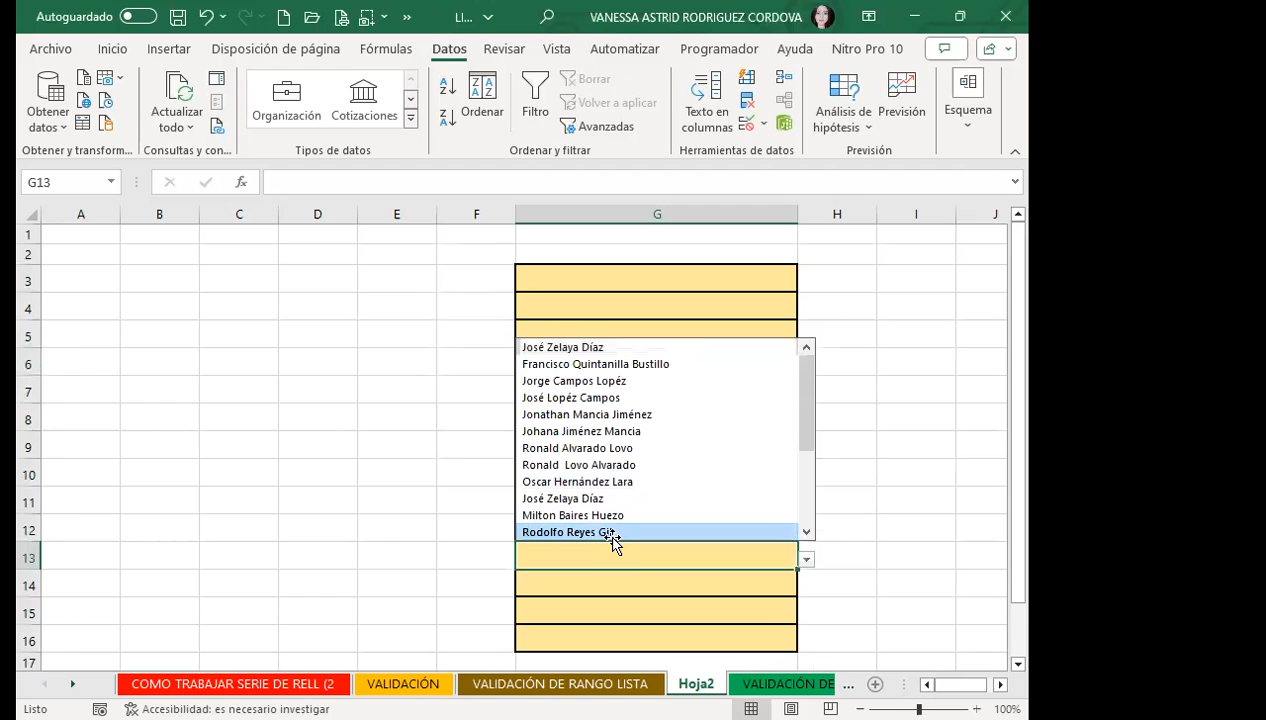 Autoguardado
LI...
VANESSA ASTRID RODRIGUEZ CORDOVA
Archivo Inicio Insertar Disposición de página Fórmulas Datos Revisar Vista Automatizar Programador Ayuda Nitro Pro 10
Obtener datos
Actualizar todo
Organización
Cotizaciones
Ordenar
Filtro
Borrar
Volver a aplicar
Avanzadas
Texto en columnas
Análisis de hipótesis
Previsión
Esquema
Obtener y transform...
Consultas y con...
Tipos de datos
Ordenar y filtrar
Herramientas de datos
Previsión
G13
fx
A B C D E F G H I J
1
2
3
4
5
6
7
8
9
10
11
12
13
14
15
16
17
José Zelaya Díaz
Francisco Quintanilla Bustillo
Jorge Campos Lopéz
José Lopéz Campos
Jonathan Mancia Jiménez
Johana Jiménez Mancia
Ronald Alvarado Lovo
Ronald  Lovo Alvarado
Oscar Hernández Lara
José Zelaya Díaz
Milton Baires Huezo
Rodolfo Reyes
COMO TRABAJAR SERIE DE RELL (2
VALIDACIÓN
VALIDACIÓN DE RANGO LISTA
Hoja2
VALIDACIÓN DE
...
Listo
Accesibilidad: es necesario investigar
100%